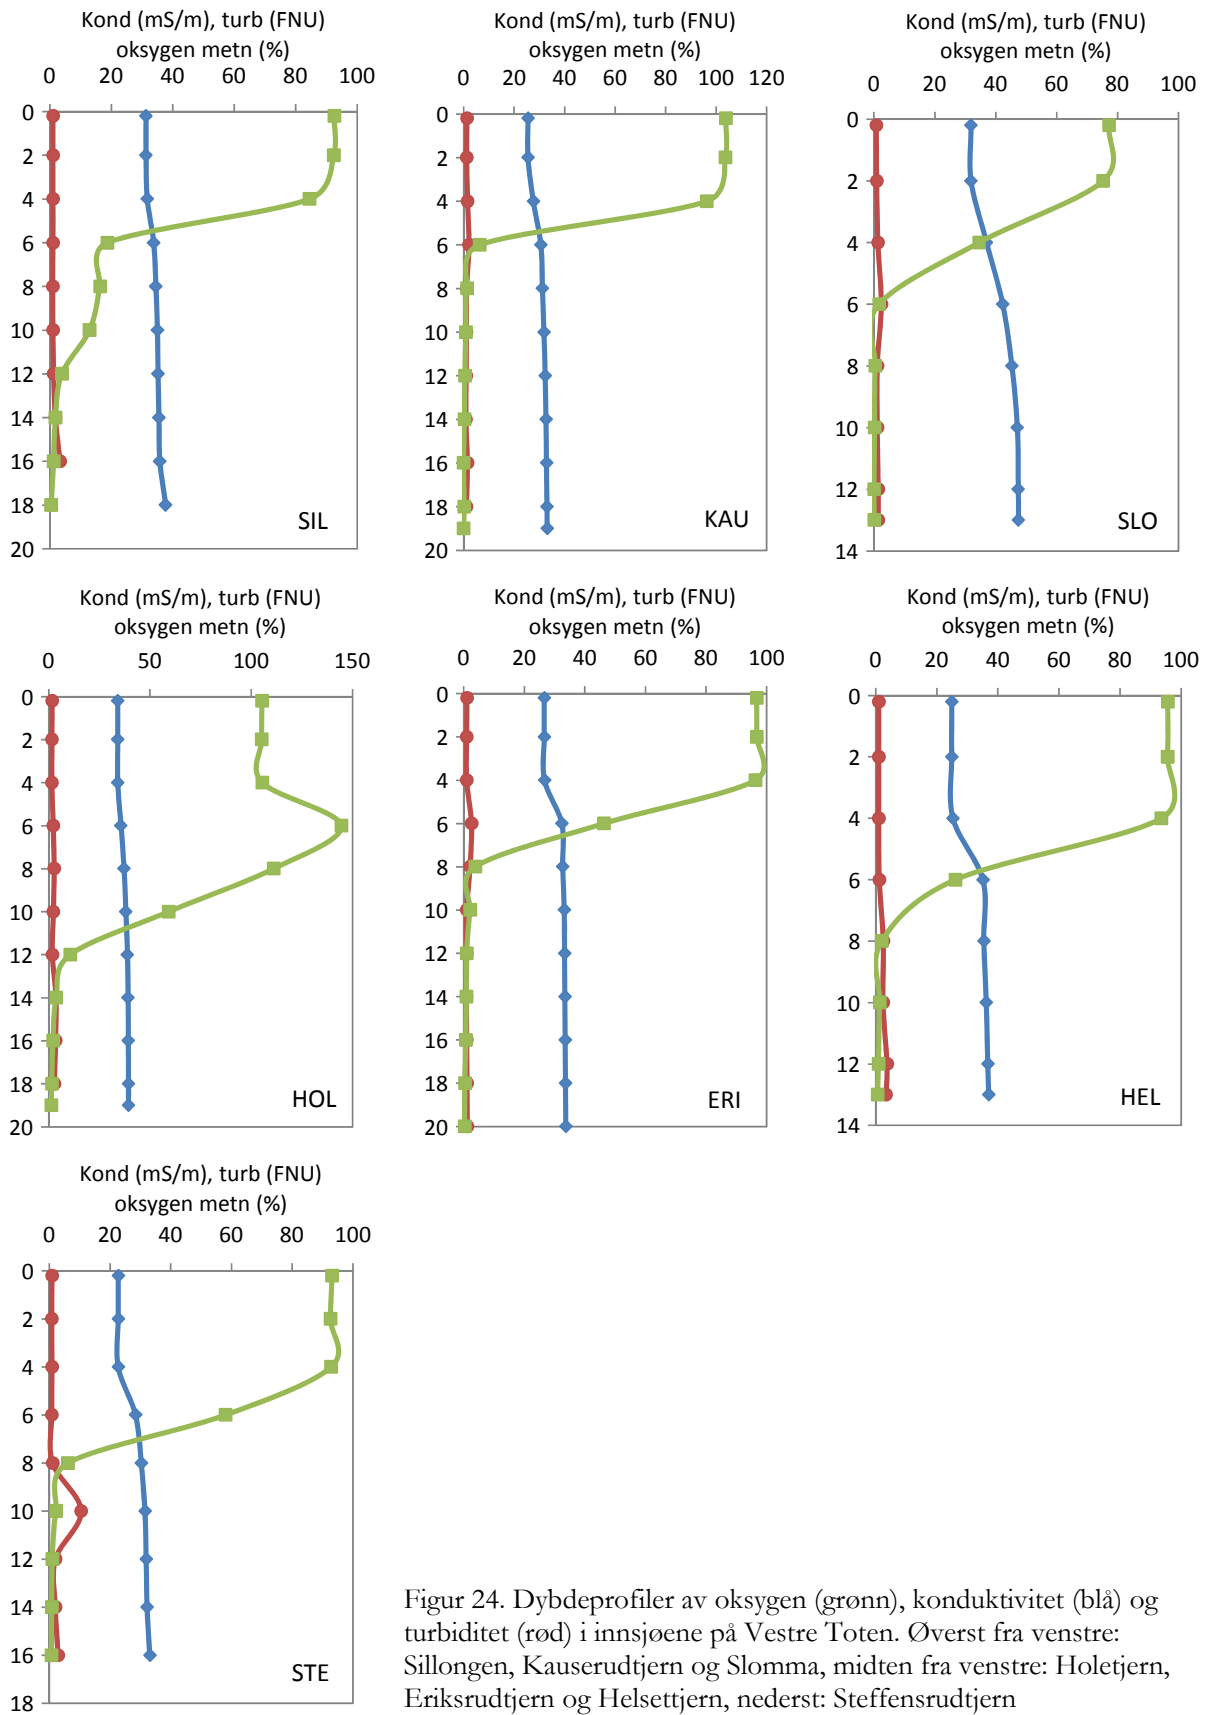 Kond (mS/m), turb (FNU)
oksygen metn (%)
0 20 40 60 80 100
0
2
4
6
8
10
12
14
16
18
20
SIL
Kond (mS/m), turb (FNU)
oksygen metn (%)
0 20 40 60 80 100 120
0
2
4
6
8
10
12
14
16
18
20
KAU
Kond (mS/m), turb (FNU)
oksygen metn (%)
0 20 40 60 80 100
0
2
4
6
8
10
12
14
SLO
Kond (mS/m), turb (FNU)
oksygen metn (%)
0 50 100 150
0
2
4
6
8
10
12
14
16
18
20
HOL
Kond (mS/m), turb (FNU)
oksygen metn (%)
0 20 40 60 80 100
0
2
4
6
8
10
12
14
16
18
20
ERI
Kond (mS/m), turb (FNU)
oksygen metn (%)
0 20 40 60 80 100
0
2
4
6
8
10
12
14
HEL
Kond (mS/m), turb (FNU)
oksygen metn (%)
0 20 40 60 80 100
0
2
4
6
8
10
12
14
16
18
STE
Figur 24. Dybdeprofiler av oksygen (grønn), konduktivitet (blå) og
turbiditet (rød) i innsjøene på Vestre Toten. Øverst fra venstre:
Sillongen, Kauserudtjern og Slomma, midten fra venstre: Holetjern,
Eriksrudtjern og Helsettjern, nederst: Steffensrudtjern